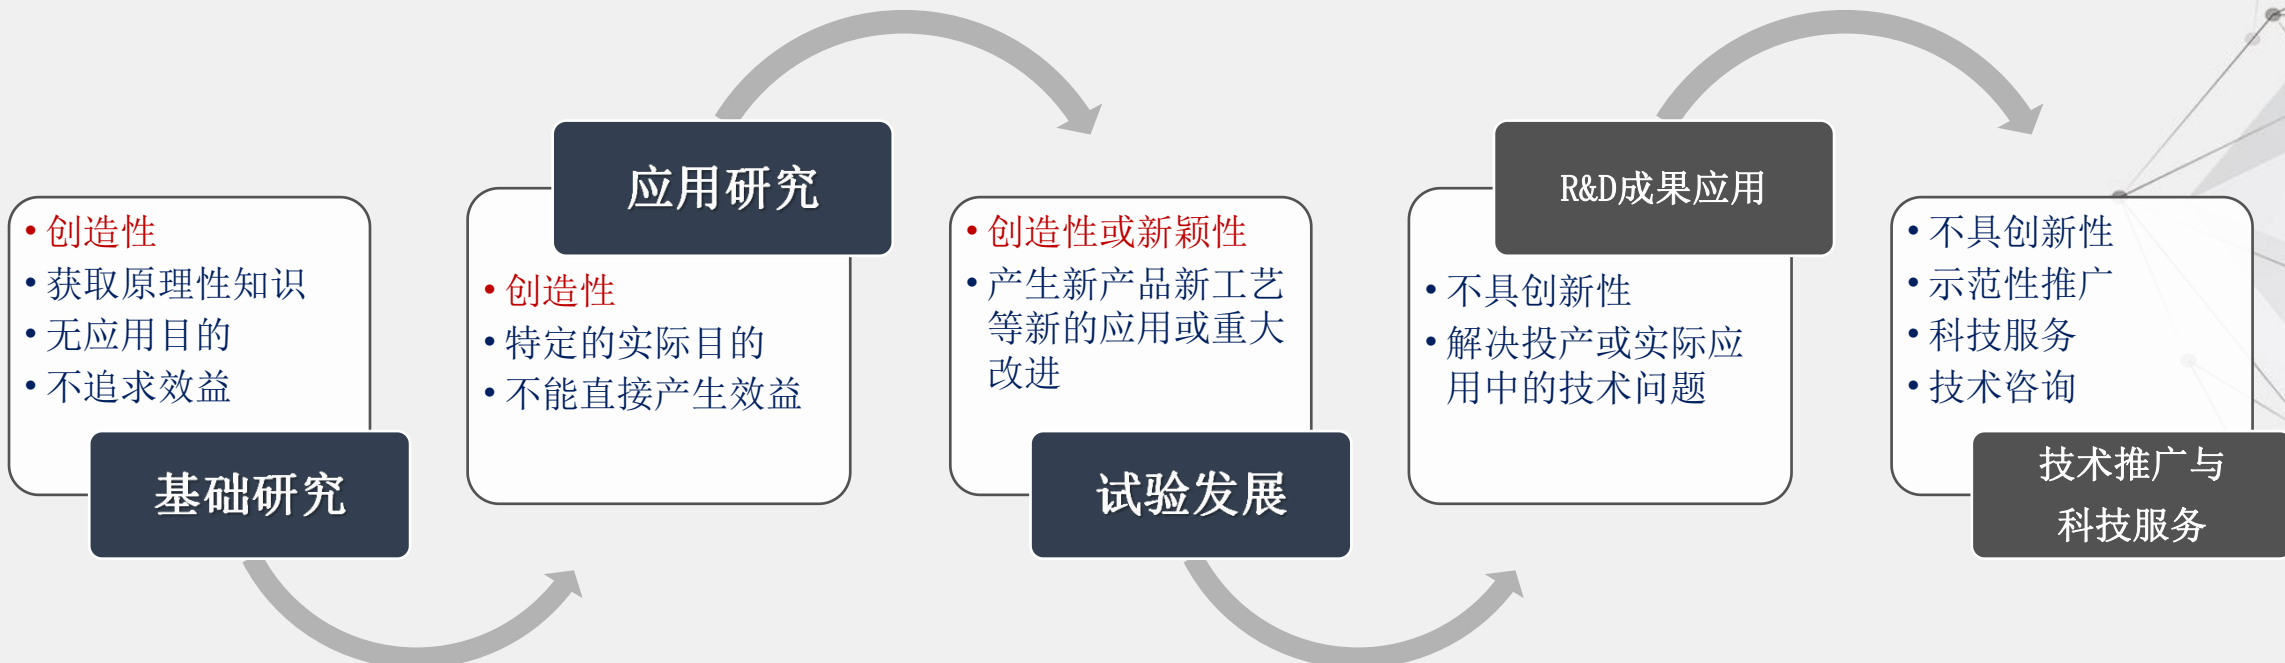 • 创造性
• 获取原理性知识
• 无应用目的
• 不追求效益
基础研究
应用研究
• 创造性
• 特定的实际目的
• 不能直接产生效益
• 创造性或新颖性
• 产生新产品新工艺
等新的应用或重大
改进
试验发展
R&D成果应用
• 不具创新性
• 解决投产或实际应
用中的技术问题
• 不具创新性
• 示范性推广
• 科技服务
• 技术咨询
技术推广与
科技服务